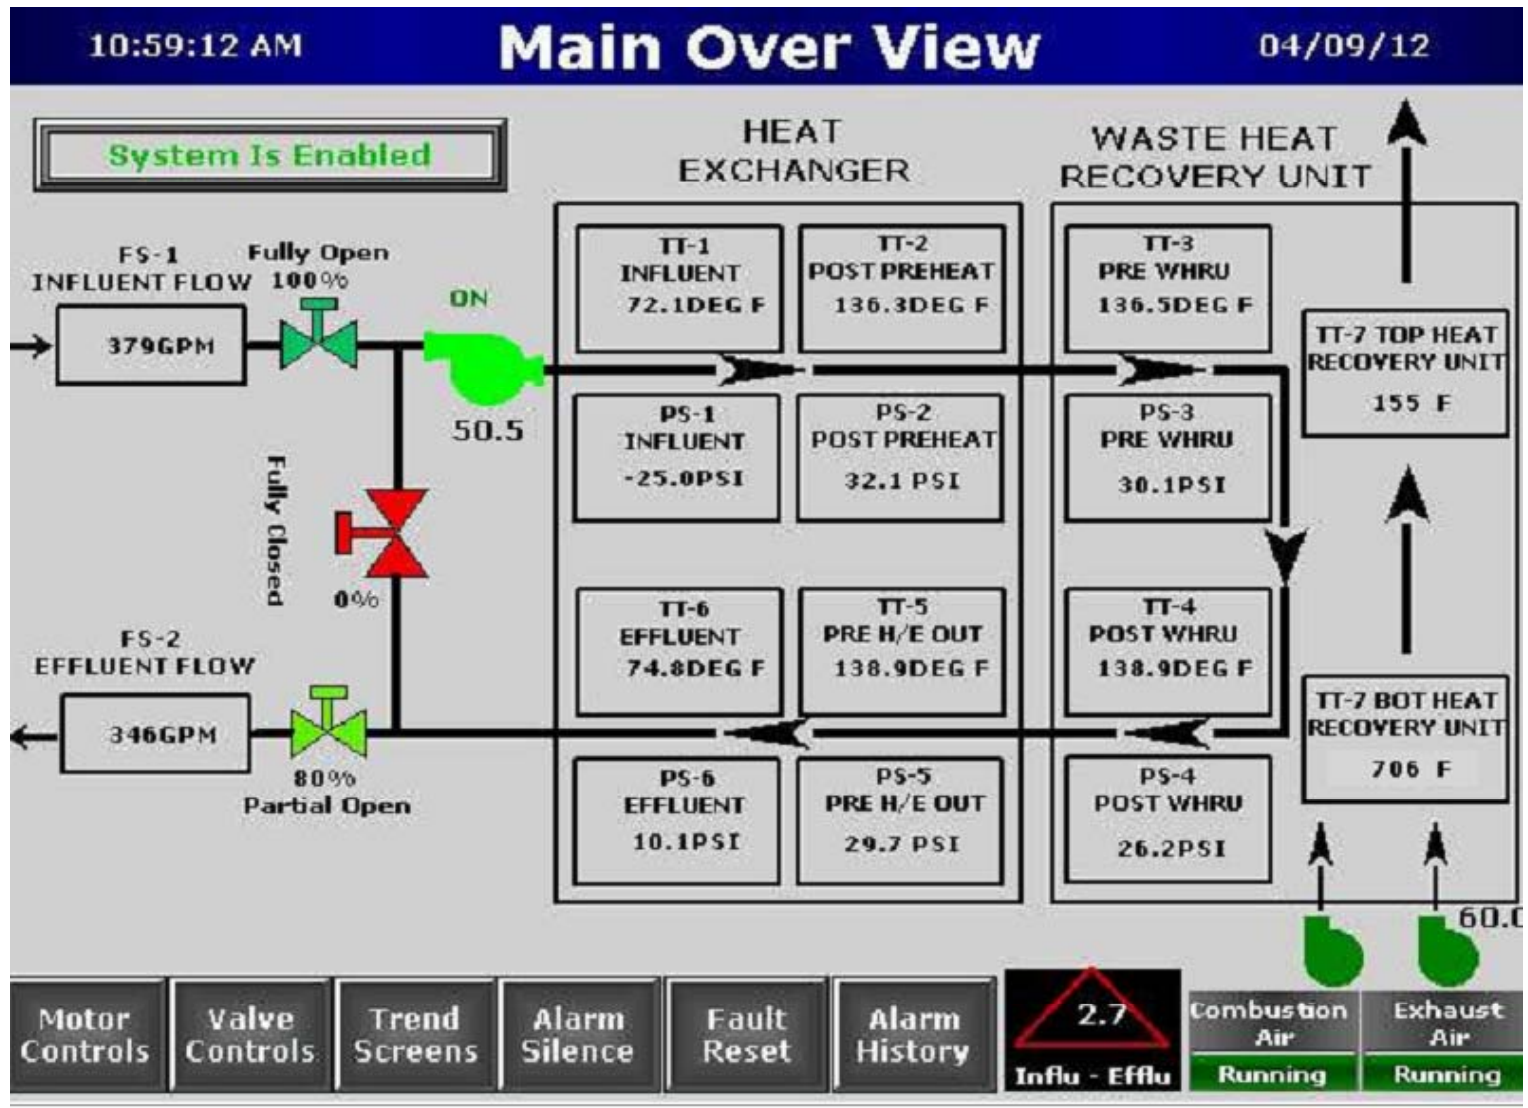 10:59:12 AM
Main Over View
04/09/12
System Is Enabled
HEAT
EXCHANGER
WASTE HEAT
RECOVERY UNIT
FS-1
INFLUENT FLOW
379GPM
Fully Open
100%
ON
50.5
Fully Closed
0%
FS-2
EFFLUENT FLOW
346GPM
80%
Partial Open
TT-1
INFLUENT
72.1DEG F
TT-2
POST PREHEAT
136.3DEG F
PS-1
INFLUENT
-25.0PSI
PS-2
POST PREHEAT
32.1 PSI
TT-6
EFFLUENT
74.8DEG F
TT-5
PRE H/E OUT
138.9DEG F
PS-6
EFFLUENT
10.1PSI
PS-5
PRE H/E OUT
29.7 PSI
TT-3
PRE WHRU
136.5DEG F
PS-3
PRE WHRU
30.1PSI
TT-4
POST WHRU
138.9DEG F
PS-4
POST WHRU
26.2PSI
TT-7 TOP HEAT
RECOVERY UNIT
155 F
TT-7 BOT HEAT
RECOVERY UNIT
706 F
60.0
Motor
Controls
Valve
Controls
Trend
Screens
Alarm
Silence
Fault
Reset
Alarm
History
2.7
Influ - Efflu
Combustion
Air
Running
Exhaust
Air
Running